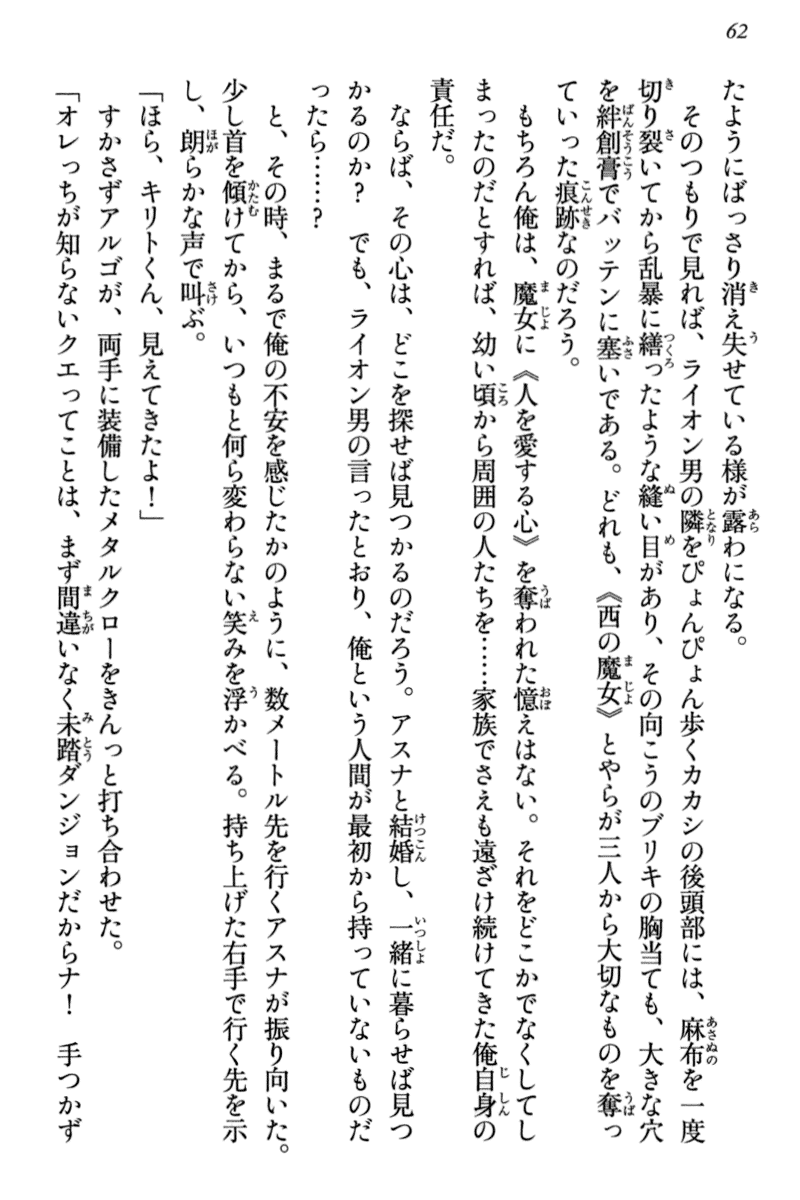 62
たようにばっさり消え失せている様が露わになる。
　そのつもりで見れば、ライオン男の隣をぴょんぴょん歩くカカシの後頭部には、麻布を一度
切り裂いてから乱暴に繕ったような縫い目があり、その向こうのブリキの胸当ても、大きな穴
を絆創膏でバッテンに塞いである。どれも、《西の魔女》とやらが三人から大切なものを奪っ
ていった痕跡なのだろう。
　もちろん俺は、魔女に《人を愛する心》を奪われた憶えはない。それをどこかでなくしてし
まったのだとすれば、幼い頃から周囲の人たちを……家族でさえも遠ざけ続けてきた俺自身の
責任だ。
　ならば、その心は、どこを探せば見つかるのだろう。アスナと結婚し、一緒に暮らせば見つ
かるのか？　でも、ライオン男の言ったとおり、俺という人間が最初から持っていないものだ
ったら……？
　と、その時、まるで俺の不安を感じたかのように、数メートル先を行くアスナが振り向いた。
少し首を傾けてから、いつもと何ら変わらない笑みを浮かべる。持ち上げた右手で行く先を示
し、朗らかな声で叫ぶ。
「ほら、キリトくん、見えてきたよ！」
　すかさずアルゴが、両手に装備したメタルクローをきんっと打ち合わせた。
「オレっちが知らないクエってことは、まず間違いなく未踏ダンジョンだからナ！　手つかず